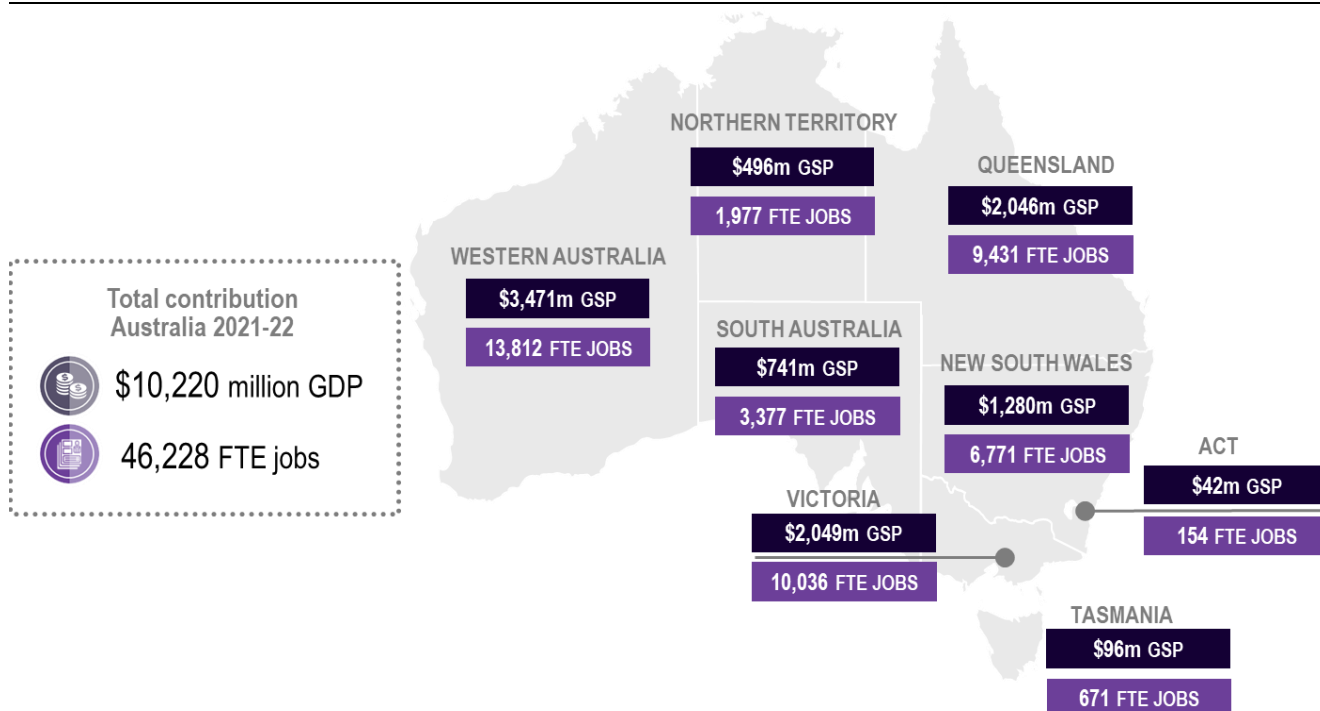 NORTHERN TERRITORY
$496m GSP
1,977 FTE JOBS
QUEENSLAND
$2,046m GSP
9,431 FTE JOBS
WESTERN AUSTRALIA
$3,471m GSP
13,812 FTE JOBS
Total contribution
Australia 2021-22
$10,220 million GDP
46,228 FTE jobs
SOUTH AUSTRALIA
$741m GSP
3,377 FTE JOBS
NEW SOUTH WALES
$1,280m GSP
6,771 FTE JOBS
ACT
$42m GSP
154 FTE JOBS
VICTORIA
$2,049m GSP
10,036 FTE JOBS
TASMANIA
$96m GSP
671 FTE JOBS